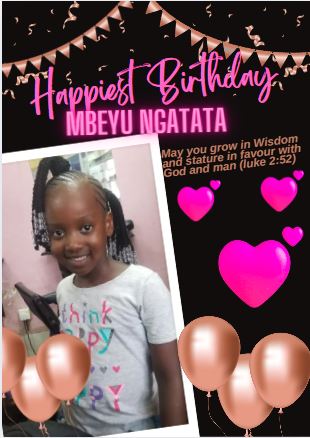 Happiest Birthday
MBEYU NGATATA
May you grow in Wisdom
and stature in favour with
God and man (luke 2:52)
think